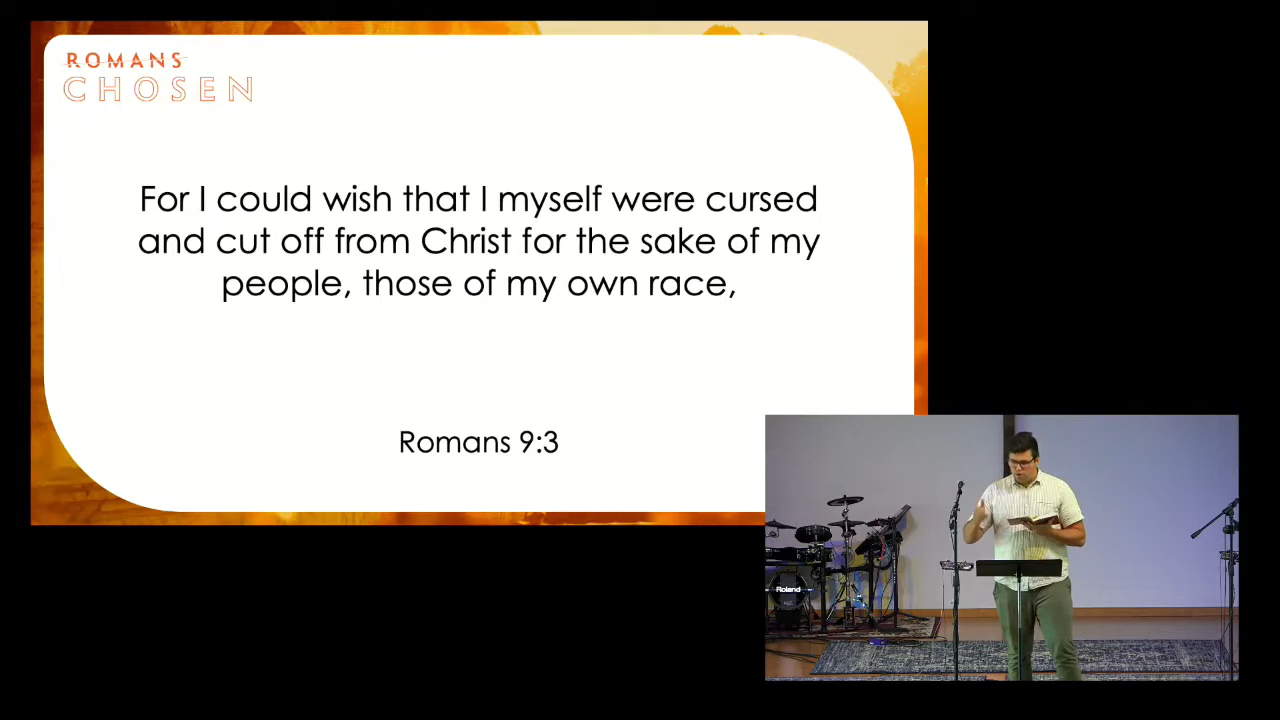 ROMANS
CHOSEN
For I could wish that I myself were cursed
and cut off from Christ for the sake of my
people, those of my own race,
Romans 9:3
Roland